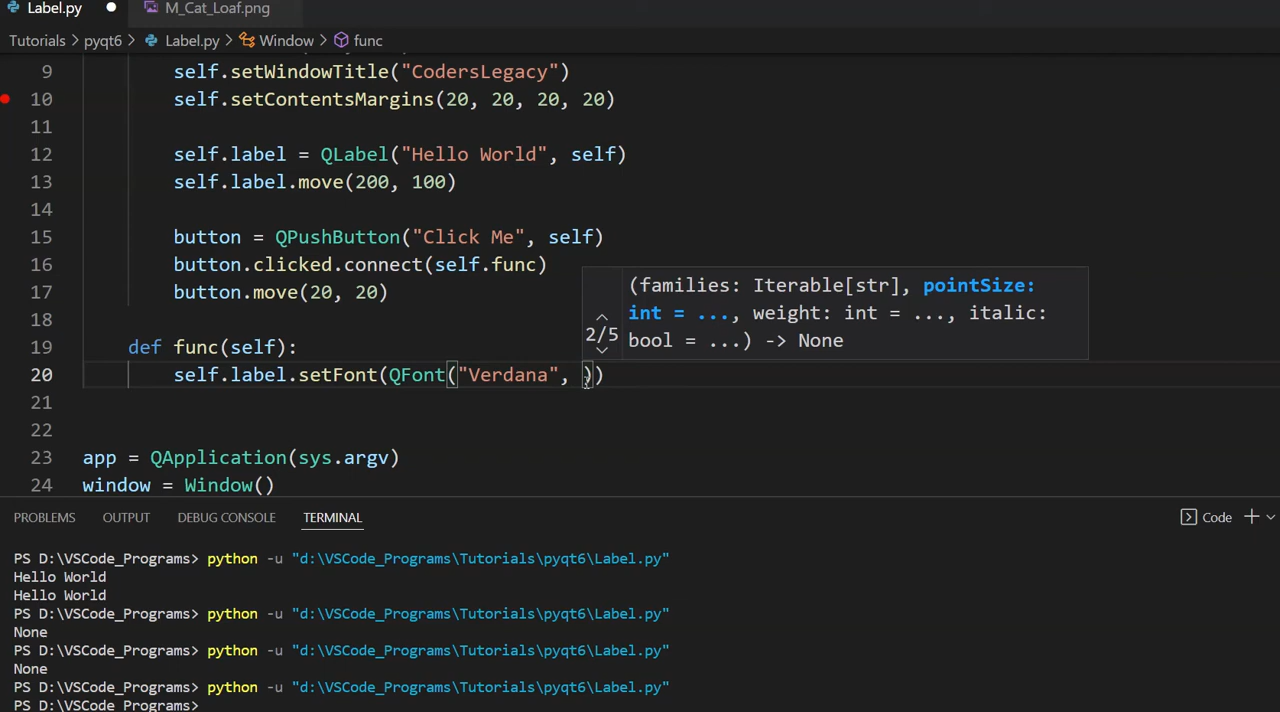 Label.py M_Cat_Loaf.png
Tutorials > pyqt6 > Label.py > Window > func
9 self.setWindowTitle("CodersLegacy")
10 self.setContentsMargins(20, 20, 20, 20)
11
12 self.label = QLabel("Hello World", self)
13 self.label.move(200, 100)
14
15 button = QPushButton("Click Me", self)
16 button.clicked.connect(self.func)
17 button.move(20, 20)
18
19 def func(self):
20 self.label.setFont(QFont("Verdana", ))
21
22
23 app = QApplication(sys.argv)
24 window = Window()
(families: Iterable[str], pointSize:
2/5 int = ..., weight: int = ..., italic:
bool = ...) -> None
PROBLEMS OUTPUT DEBUG CONSOLE TERMINAL Code
PS D:\VSCode_Programs> python -u "d:\VSCode_Programs\Tutorials\pyqt6\Label.py"
Hello World
Hello World
PS D:\VSCode_Programs> python -u "d:\VSCode_Programs\Tutorials\pyqt6\Label.py"
None
PS D:\VSCode_Programs> python -u "d:\VSCode_Programs\Tutorials\pyqt6\Label.py"
None
PS D:\VSCode_Programs> python -u "d:\VSCode_Programs\Tutorials\pyqt6\Label.py"
PS D:\VSCode_Programs>